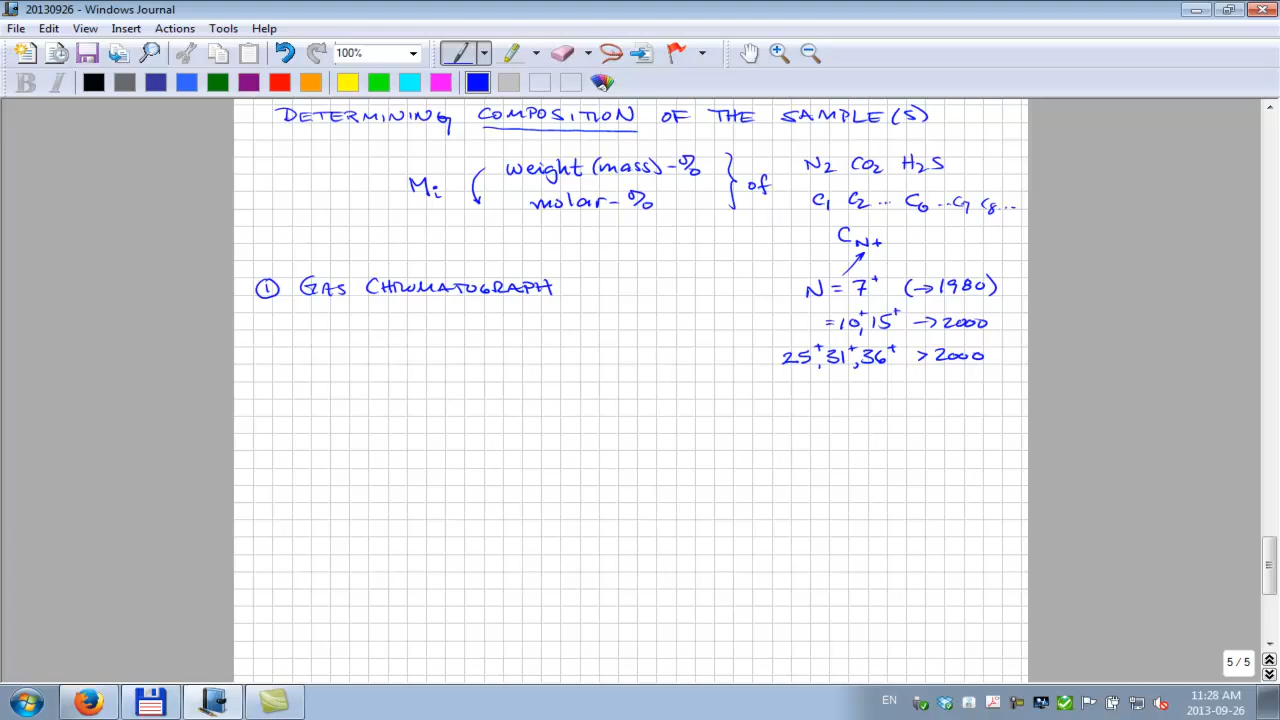 20130926 - Windows Journal
File Edit View Insert Actions Tools Help
100%
B I
DETERMINING COMPOSITION OF THE SAMPLE(S)
Mi weight (mass) - % } of N2 CO2 H2S
molar - % C1 C2 ... C6 ... C7 C8 ...
CN+
① GAS CHROMATOGRAPH N = 7+ (→1980)
= 10+, 15+ → 2000
25+, 31+, 36+ > 2000
5 / 5
EN 11:28 AM
2013-09-26